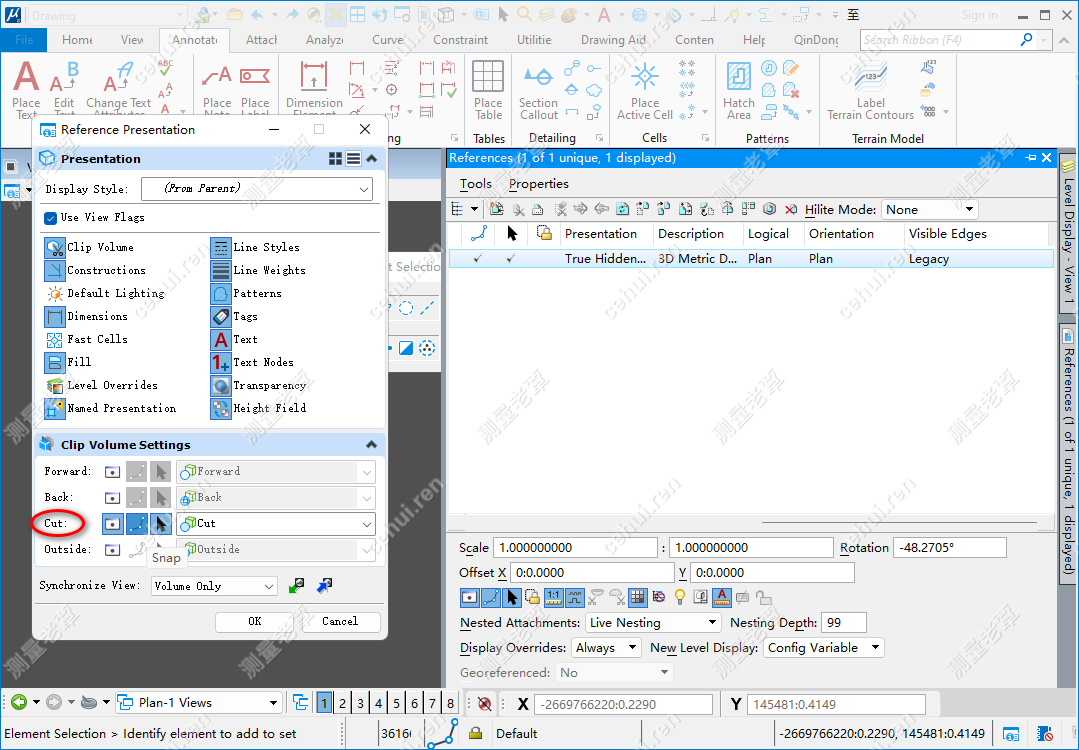 Drawing
至
Sign in
File
Home
View
Annotate
Attach
Analyze
Curve
Constraint
Utilities
Drawing Aid
Content
Help
QinDong
Search Ribbon (F4)
Place Text
Edit Text
Change Text Attributes
Place Note
Place Label
Dimension Element
Place Table
Section Callout
Place Active Cell
Hatch Area
Label Terrain Contours
Tables
Detailing
Cells
Patterns
Terrain Model
Reference Presentation
Presentation
Display Style:
(From Parent)
Use View Flags
Clip Volume
Line Styles
Constructions
Line Weights
Default Lighting
Patterns
Dimensions
Tags
Fast Cells
Text
Fill
Text Nodes
Level Overrides
Transparency
Named Presentation
Height Field
Clip Volume Settings
Forward:
Forward
Back:
Back
Cut:
Cut
Outside:
Outside
Snap
Synchronize View:
Volume Only
OK
Cancel
t Selectio
References (1 of 1 unique, 1 displayed)
Tools
Properties
Hilite Mode:
None
Presentation
Description
Logical
Orientation
Visible Edges
True Hidden...
3D Metric D...
Plan
Plan
Legacy
Scale
1.000000000
:
1.000000000
Rotation
-48.2705°
Offset X
0:0.0000
Y
0:0.0000
1:1
Nested Attachments:
Live Nesting
Nesting Depth:
99
Display Overrides:
Always
New Level Display:
Config Variable
Georeferenced:
No
Level Display - View 1
References (1 of 1 unique, 1 displayed)
Plan-1 Views
1 2 3 4 5 6 7 8
X
-2669766220:0.2290
Y
145481:0.4149
Element Selection > Identify element to add to set
3616
Default
-2669766220:0.2290, 145481:0.4149
测量老覃
cehui.ren